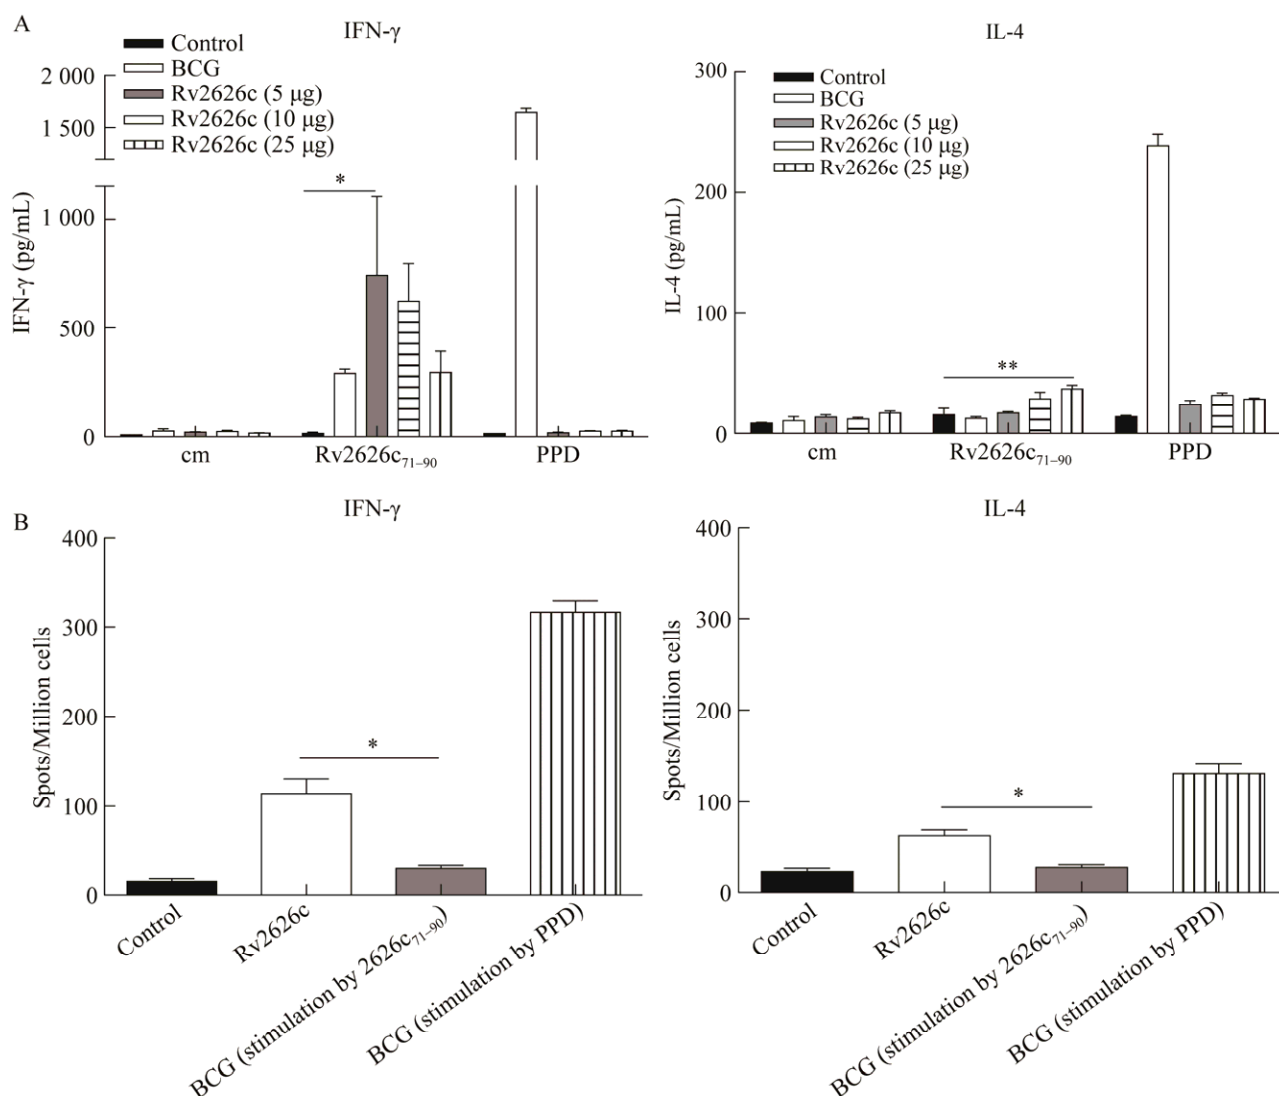 A
IFN-γ
Control
BCG
Rv2626c (5 μg)
Rv2626c (10 μg)
Rv2626c (25 μg)
2 000
1 500
1 000
500
0
IFN-γ (pg/mL)
*
cm
Rv2626c71–90
PPD
IL-4
Control
BCG
Rv2626c (5 μg)
Rv2626c (10 μg)
Rv2626c (25 μg)
300
200
100
0
IL-4 (pg/mL)
**
cm
Rv2626c71–90
PPD
B
IFN-γ
400
300
200
100
0
Spots/Million cells
*
Control
Rv2626c
BCG (stimulation by 2626c71–90)
BCG (stimulation by PPD)
IL-4
400
300
200
100
0
Spots/Million cells
*
Control
Rv2626c
BCG (stimulation by 2626c71–90)
BCG (stimulation by PPD)